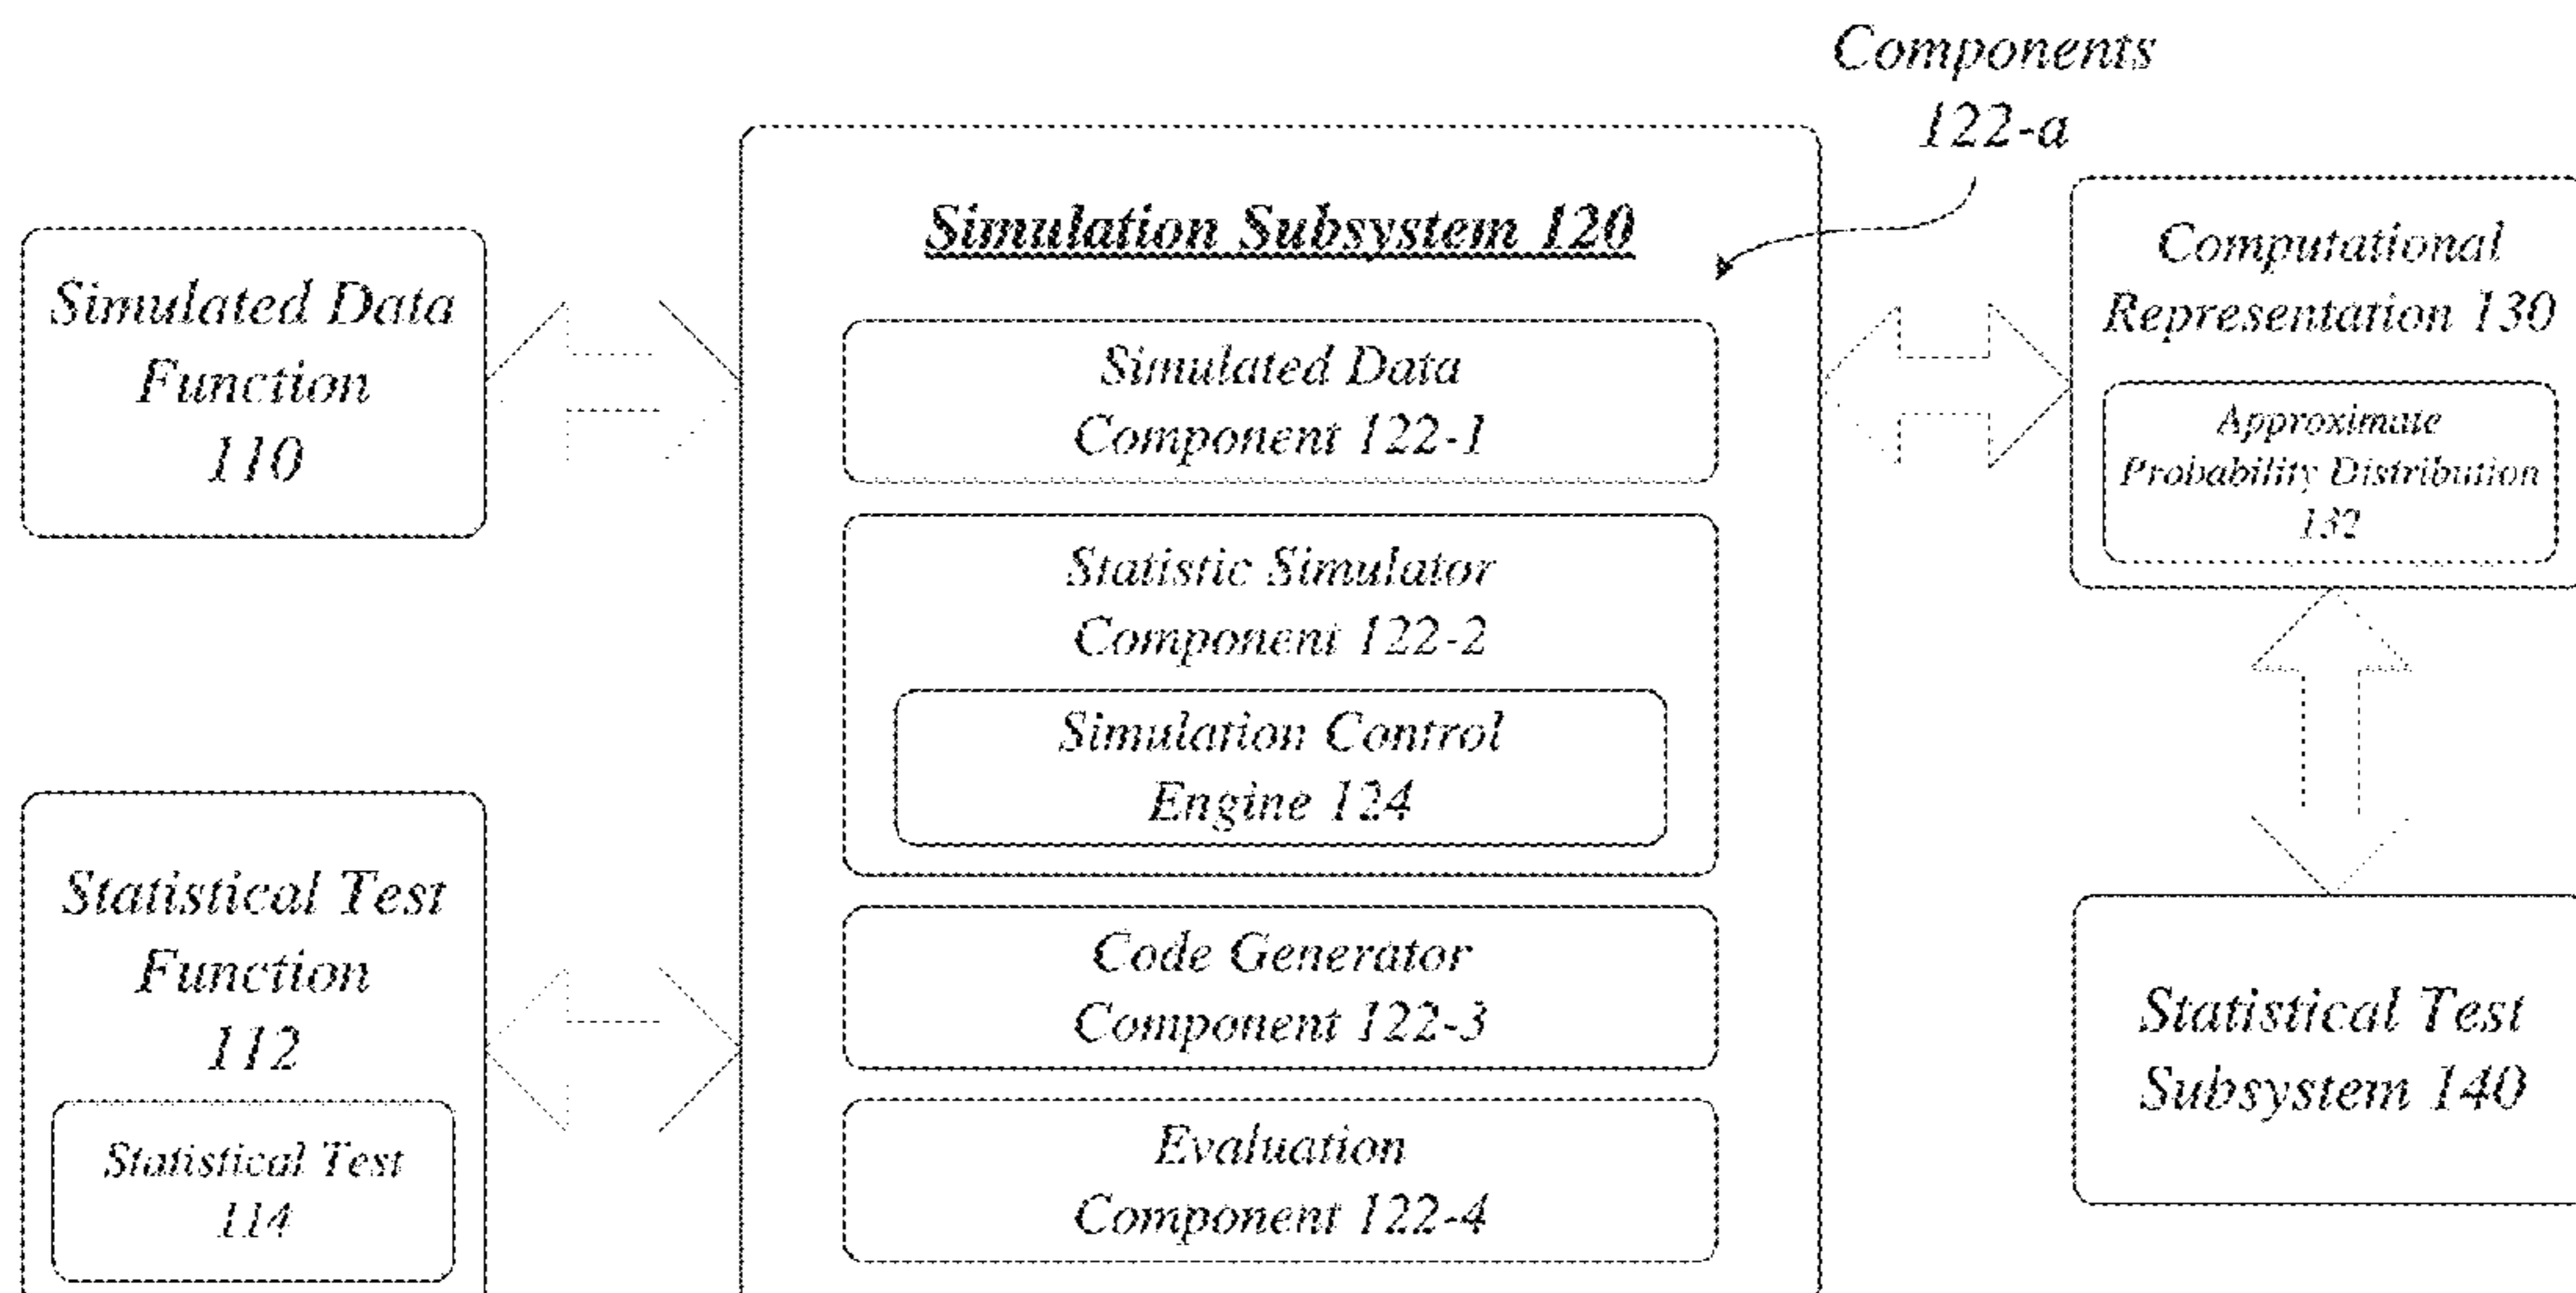 Components
122-a
Simulation Subsystem 120
Simulated Data
Function
110
Simulated Data
Component 122-1
Statistic Simulator
Component 122-2
Simulation Control
Engine 124
Code Generator
Component 122-3
Evaluation
Component 122-4
Statistical Test
Function
112
Statistical Test
114
Computational
Representation 130
Approximate
Probability Distribution
132
Statistical Test
Subsystem 140